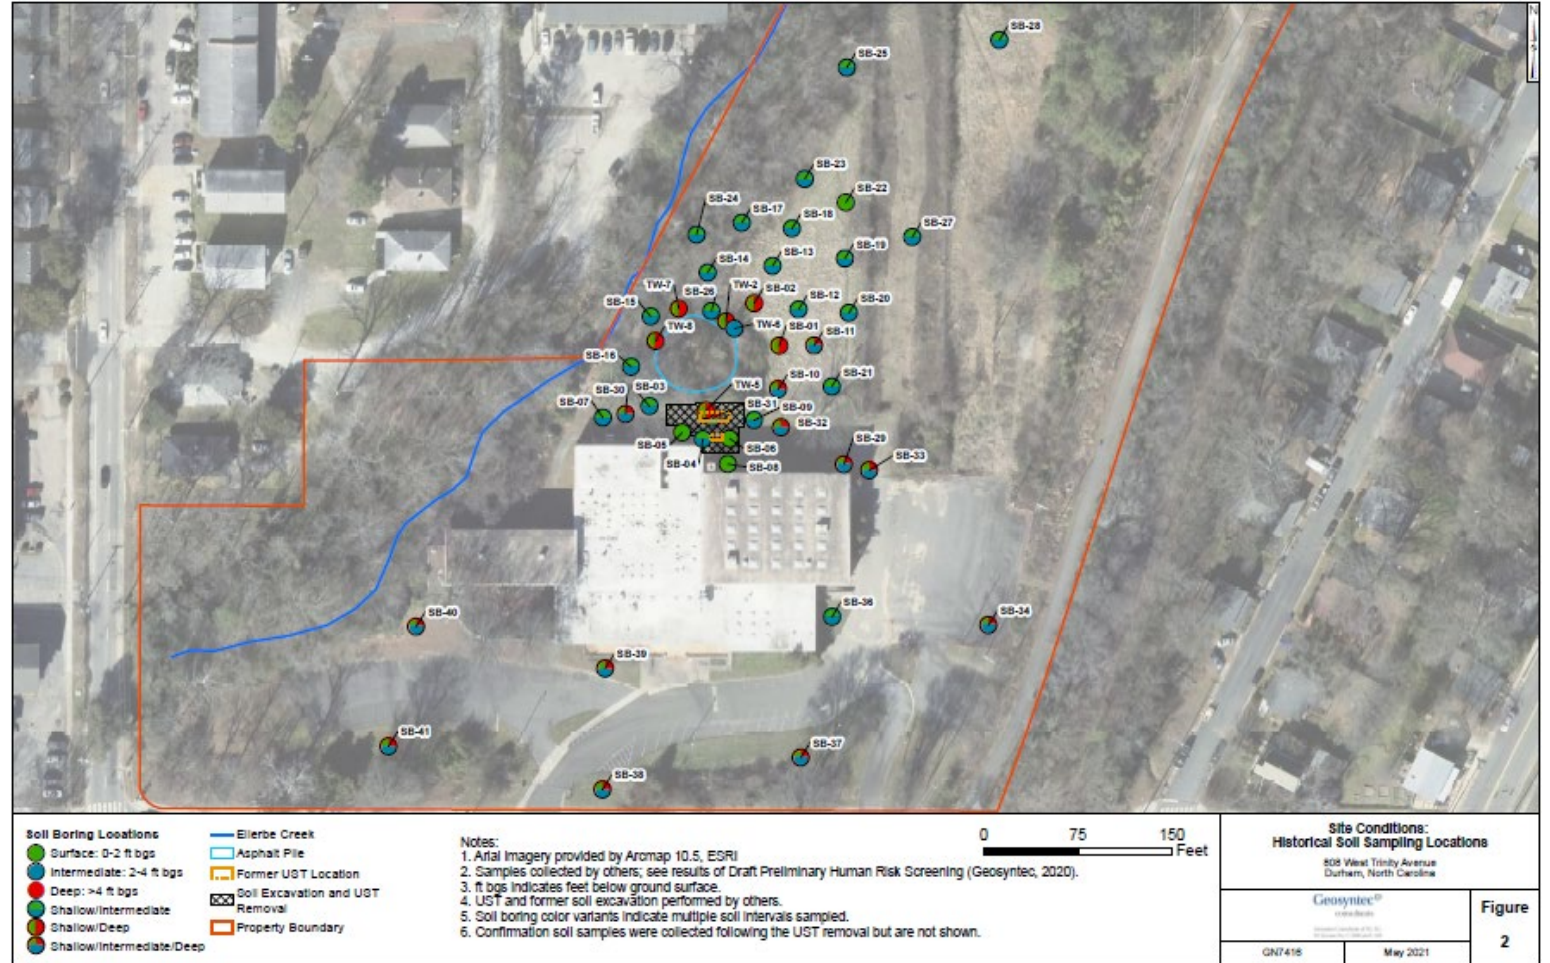 N
SB-28
SB-25
SB-23
SB-22
SB-24
SB-17
SB-18
SB-27
SB-19
SB-13
SB-14
TW-7
SB-26
TW-2
SB-02
SB-12
SB-20
SB-15
TW-8
TW-6
SB-01
SB-11
SB-16
SB-10
SB-21
SB-30
SB-03
TW-5
SB-07
SB-31
SB-09
SB-32
SB-05
SB-06
SB-29
SB-04
SB-08
SB-33
SB-36
SB-34
SB-40
SB-39
SB-41
SB-37
SB-38
Soil Boring Locations
Surface: 0-2 ft bgs
Intermediate: 2-4 ft bgs
Deep: >4 ft bgs
Shallow/Intermediate
Shallow/Deep
Shallow/Intermediate/Deep
Ellerbe Creek
Asphalt Pile
Former UST Location
Soil Excavation and UST
Removal
Property Boundary
Notes:
1. Arial Imagery provided by Arcmap 10.5, ESRI
2. Samples collected by others; see results of Draft Preliminary Human Risk Screening (Geosyntec, 2020).
3. ft bgs indicates feet below ground surface.
4. UST and former soil excavation performed by others.
5. Soil boring color variants indicate multiple soil intervals sampled.
6. Confirmation soil samples were collected following the UST removal but are not shown.
0 75 150
Feet
Site Conditions:
Historical Soil Sampling Locations
808 West Trinity Avenue
Durham, North Carolina
Geosyntec
consultants
GN7416
May 2021
Figure
2